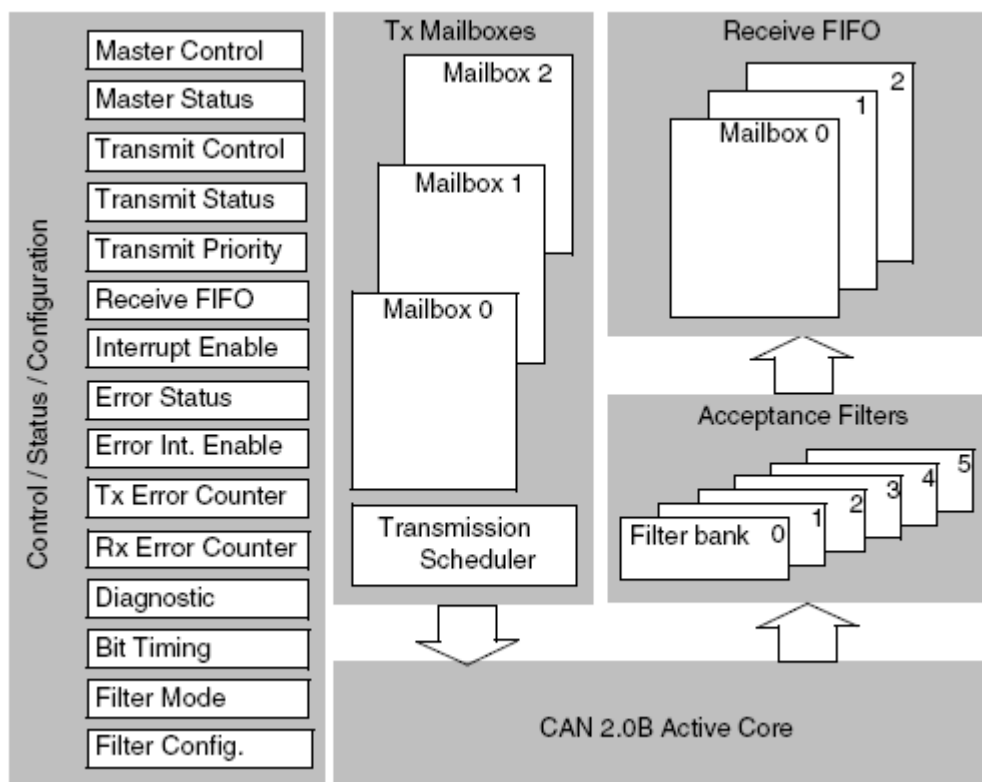 Control / Status / Configuration
Master Control
Master Status
Transmit Control
Transmit Status
Transmit Priority
Receive FIFO
Interrupt Enable
Error Status
Error Int. Enable
Tx Error Counter
Rx Error Counter
Diagnostic
Bit Timing
Filter Mode
Filter Config.
Tx Mailboxes
Mailbox 2
Mailbox 1
Mailbox 0
Transmission
Scheduler
Receive FIFO
2
1
Mailbox 0
Acceptance Filters
5
4
3
2
1
Filter bank 0
CAN 2.0B Active Core